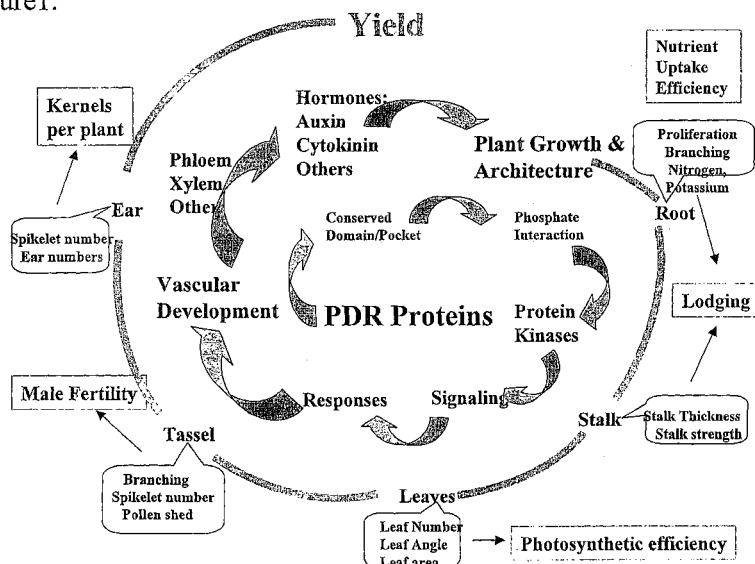 ure1.
Yield
Nutrient
Uptake
Efficiency
Kernels
per plant
Hormones:
Auxin
Cytokinin
Others
Plant Growth &
Architecture
Proliferation
Branching
Nitrogen,
Potassium
Phloem
Xylem
Other
Ear
Spikelet number
Ear numbers
Conserved
Domain/Pocket
Phosphate
Interaction
Root
Vascular
Development
PDR Proteins
Protein
Kinases
Lodging
Male Fertility
Responses
Signaling
Stalk
Stalk Thickness
Stalk strength
Tassel
Branching
Spikelet number
Pollen shed
Leaves
Leaf Number
Leaf Angle
Leaf area
Photosynthetic efficiency